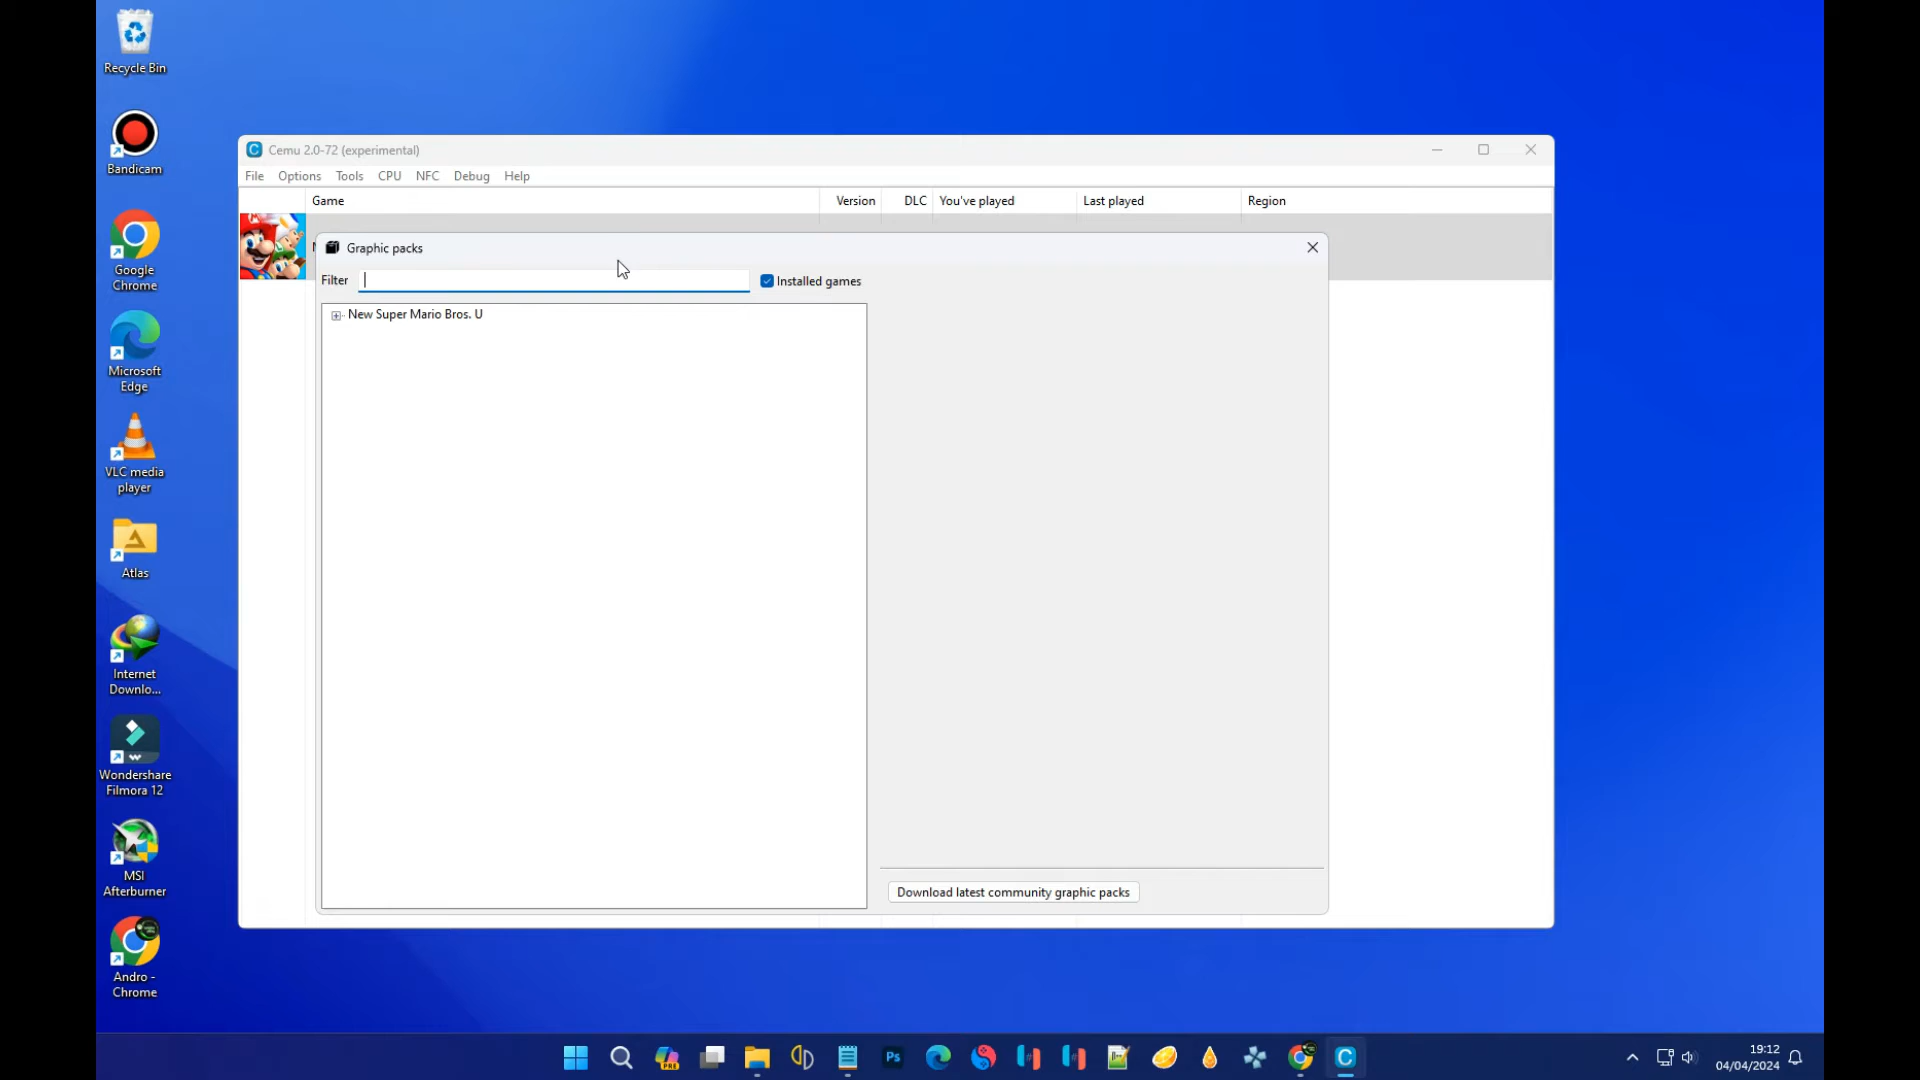 Recycle Bin
Bandicam
Google
Chrome
Microsoft
Edge
VLC media
player
Atlas
Internet
Downlo...
Wondershare
Filmora 12
MSI
Afterburner
Andro -
Chrome
Cemu 2.0-72 (experimental)
File Options Tools CPU NFC Debug Help
Game Version DLC You've played Last played Region
Graphic packs
Filter Installed games
New Super Mario Bros. U
Download latest community graphic packs
PRE
Ps
19:12
04/04/2024